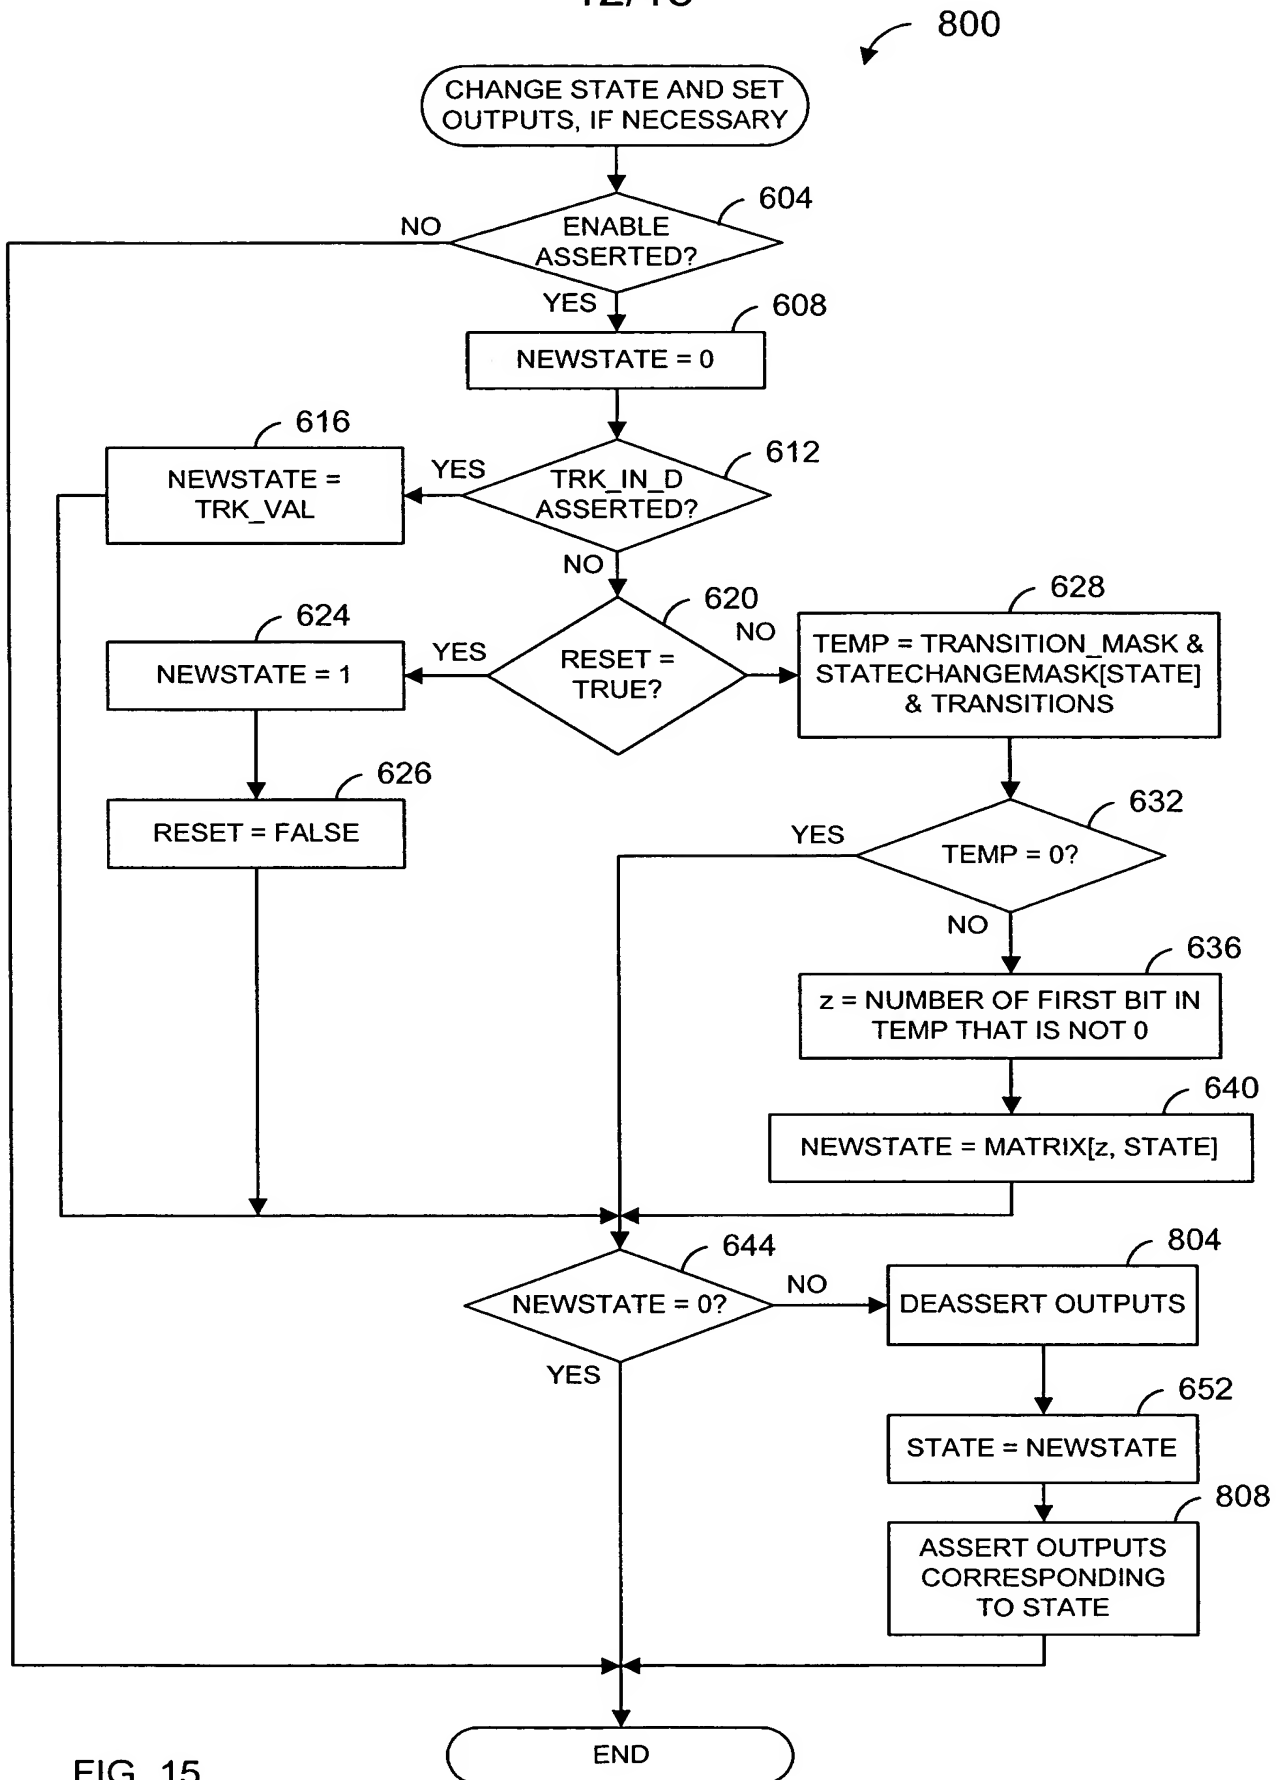 800
CHANGE STATE AND SET
OUTPUTS, IF NECESSARY
604
NO
ENABLE
ASSERTED?
YES
608
NEWSTATE = 0
616
612
NEWSTATE =
TRK_VAL
YES
TRK_IN_D
ASSERTED?
NO
620
628
624
NO
YES
NEWSTATE = 1
RESET =
TRUE?
TEMP = TRANSITION_MASK &
STATECHANGEMASK[STATE]
& TRANSITIONS
626
RESET = FALSE
632
YES
TEMP = 0?
NO
636
z = NUMBER OF FIRST BIT IN
TEMP THAT IS NOT 0
640
NEWSTATE = MATRIX[z, STATE]
644
804
NEWSTATE = 0?
NO
DEASSERT OUTPUTS
YES
652
STATE = NEWSTATE
808
ASSERT OUTPUTS
CORRESPONDING
TO STATE
END
FIG. 15